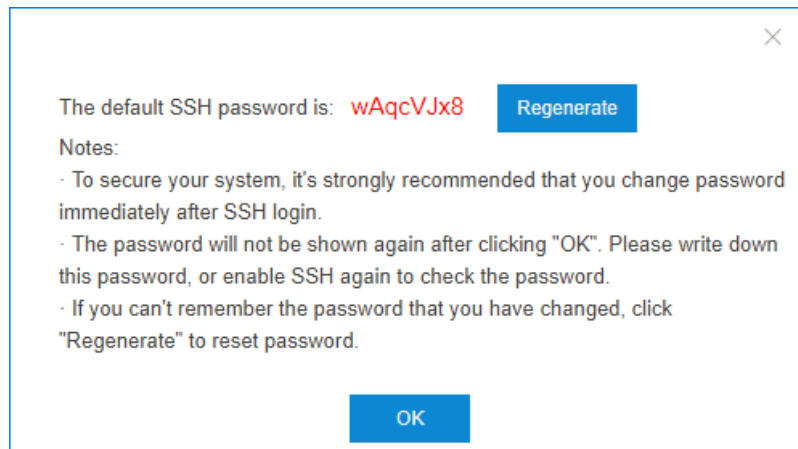 The default SSH password is: wAqcVJx8 Regenerate
Notes:
· To secure your system, it's strongly recommended that you change password
immediately after SSH login.
· The password will not be shown again after clicking "OK". Please write down
this password, or enable SSH again to check the password.
· If you can't remember the password that you have changed, click
"Regenerate" to reset password.
OK